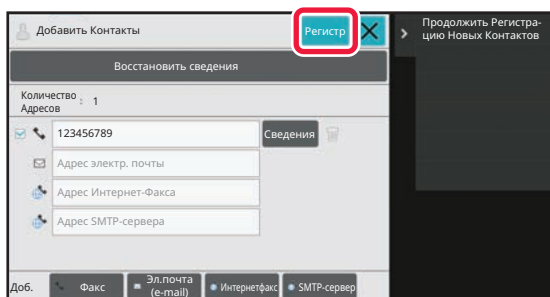 Добавить Контакты
Регистр
Продолжить Регистра-
цию Новых Контактов
Восстановить сведения
Количество : 1
Адресов
123456789
Сведения
Адрес электр. почты
Адрес Интернет-Факса
Адрес SMTP-сервера
Доб.
Факс
Эл.почта
(e-mail)
Интернетфакс
SMTP-сервер